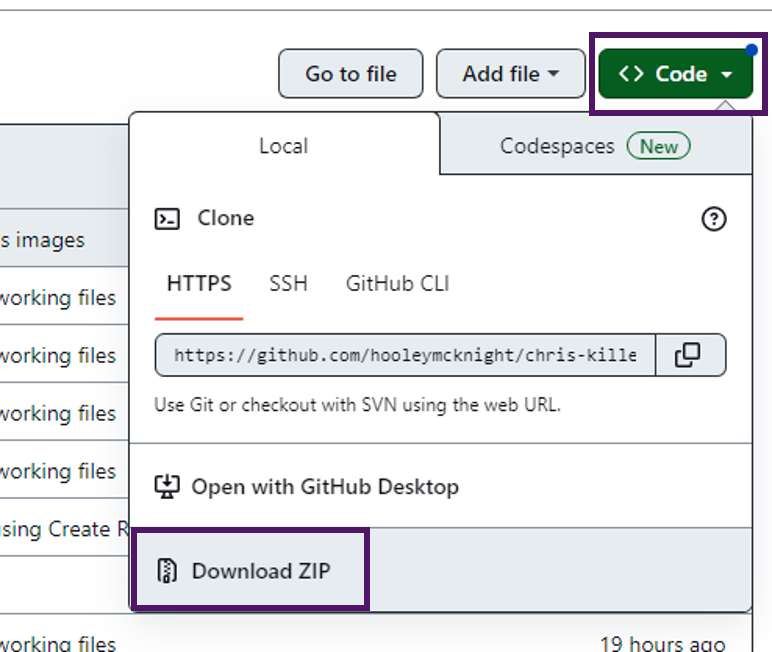 Go to file
Add file
<> Code
Local
Codespaces New
Clone
HTTPS SSH GitHub CLI
https://github.com/hooleymcknight/chris-kille
Use Git or checkout with SVN using the web URL.
Open with GitHub Desktop
Download ZIP
s images
working files
working files
working files
working files
using Create R
working files
19 hours ago